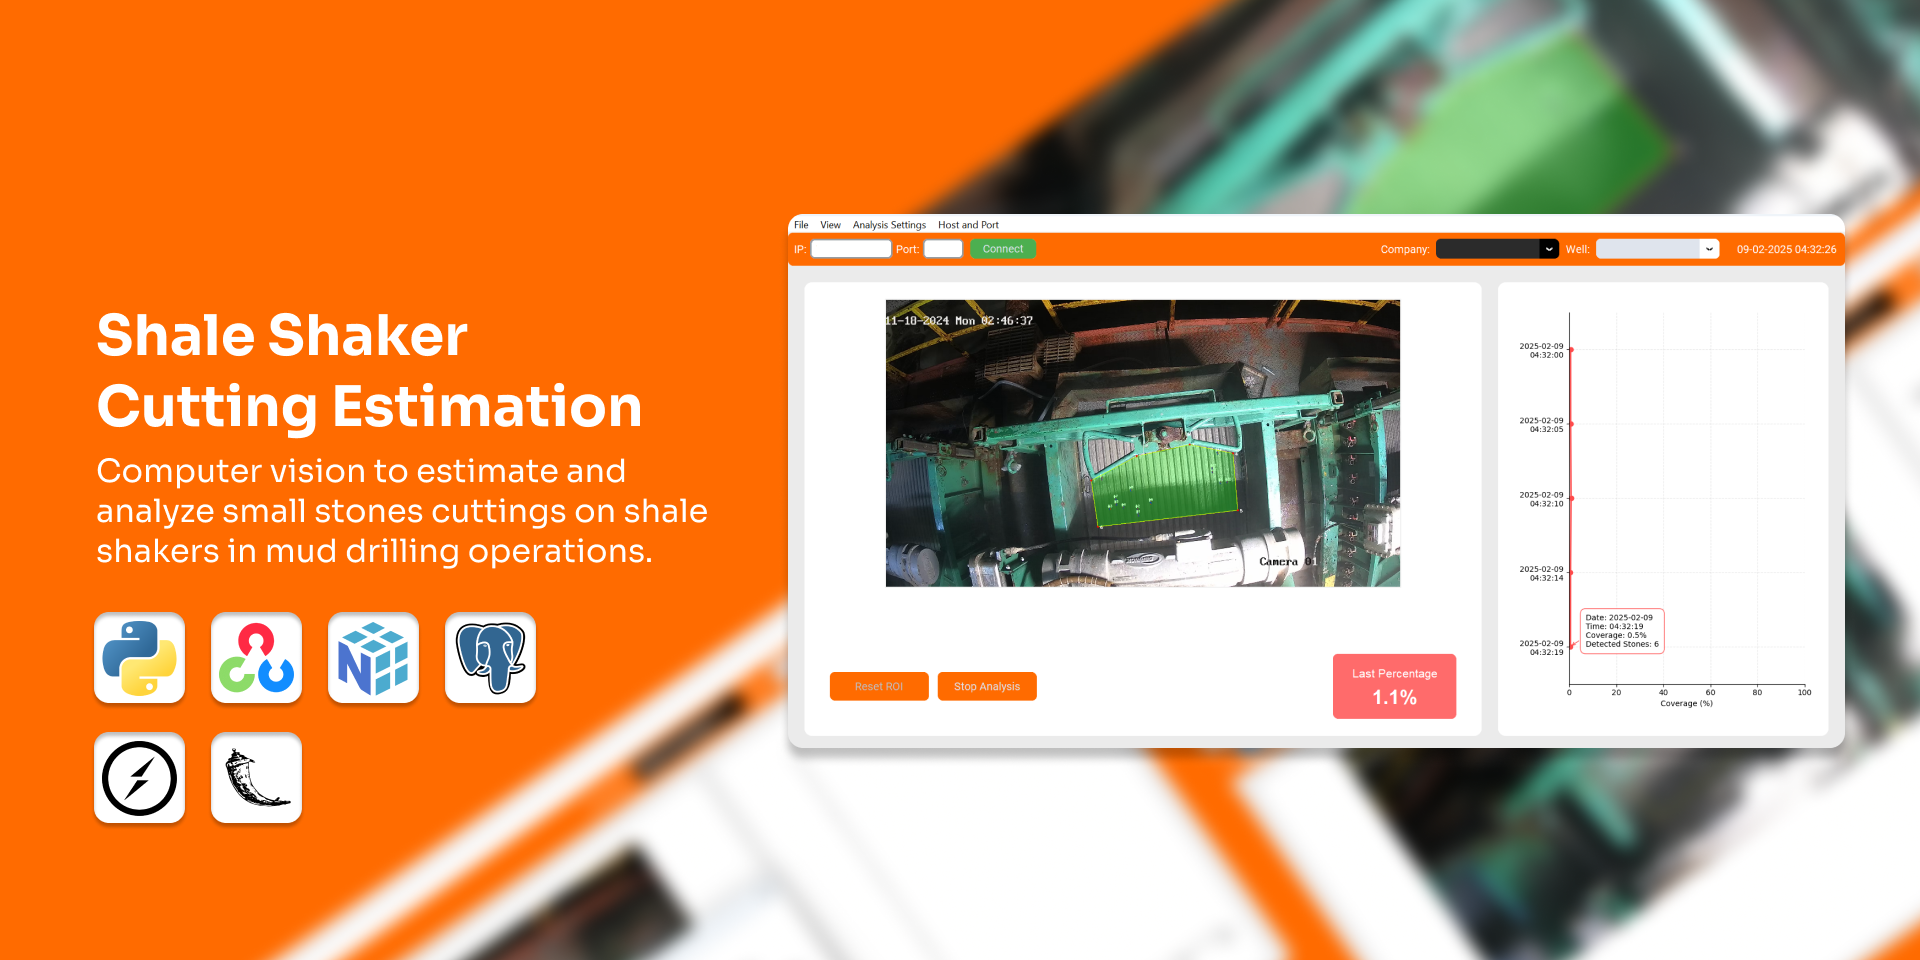 Shale Shaker
Cutting Estimation
Computer vision to estimate and
analyze small stones cuttings on shale
shakers in mud drilling operations.
File View Analysis Settings Host and Port
IP: Port: Connect Company: Well: 09-02-2025 04:32:26
11-18-2024 Mon 02:46:37
Camera 01
Reset ROI Stop Analysis
Last Percentage
1.1%
2025-02-09
04:32:00
2025-02-09
04:32:05
2025-02-09
04:32:10
2025-02-09
04:32:14
2025-02-09
04:32:19
Date: 2025-02-09
Time: 04:32:19
Coverage: 0.5%
Detected Stones: 6
0 20 40 60 80 100
Coverage (%)
N